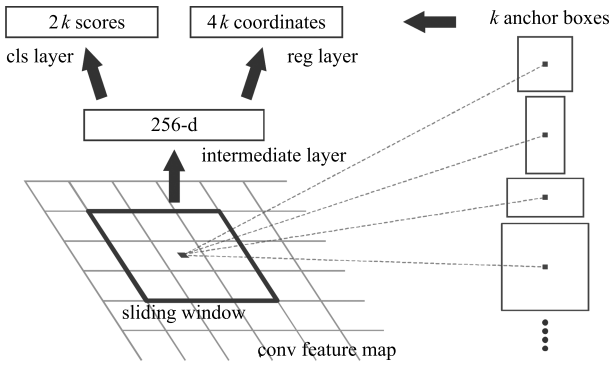 2k scores
4k coordinates
k anchor boxes
cls layer
reg layer
256-d
intermediate layer
sliding window
conv feature map